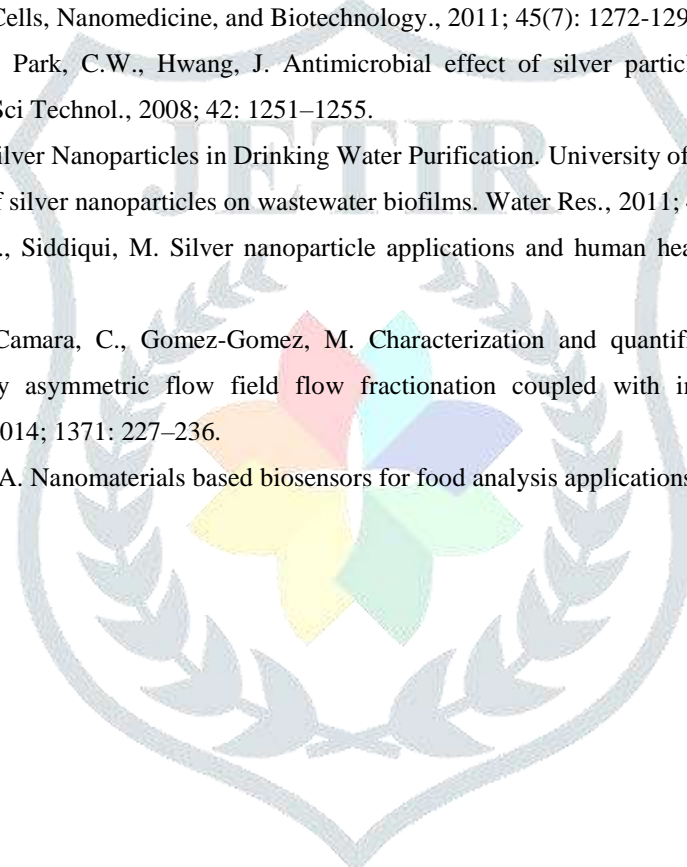 Cells, Nanomedicine, and Biotechnology., 2011; 45(7): 1272-129
Park, C.W., Hwang, J. Antimicrobial effect of silver partic
Sci Technol., 2008; 42: 1251–1255.
JETIR
ilver Nanoparticles in Drinking Water Purification. University of
f silver nanoparticles on wastewater biofilms. Water Res., 2011;
., Siddiqui, M. Silver nanoparticle applications and human hea
Camara, C., Gomez-Gomez, M. Characterization and quantifi
y asymmetric flow field flow fractionation coupled with in
014; 1371: 227–236.
A. Nanomaterials based biosensors for food analysis applications